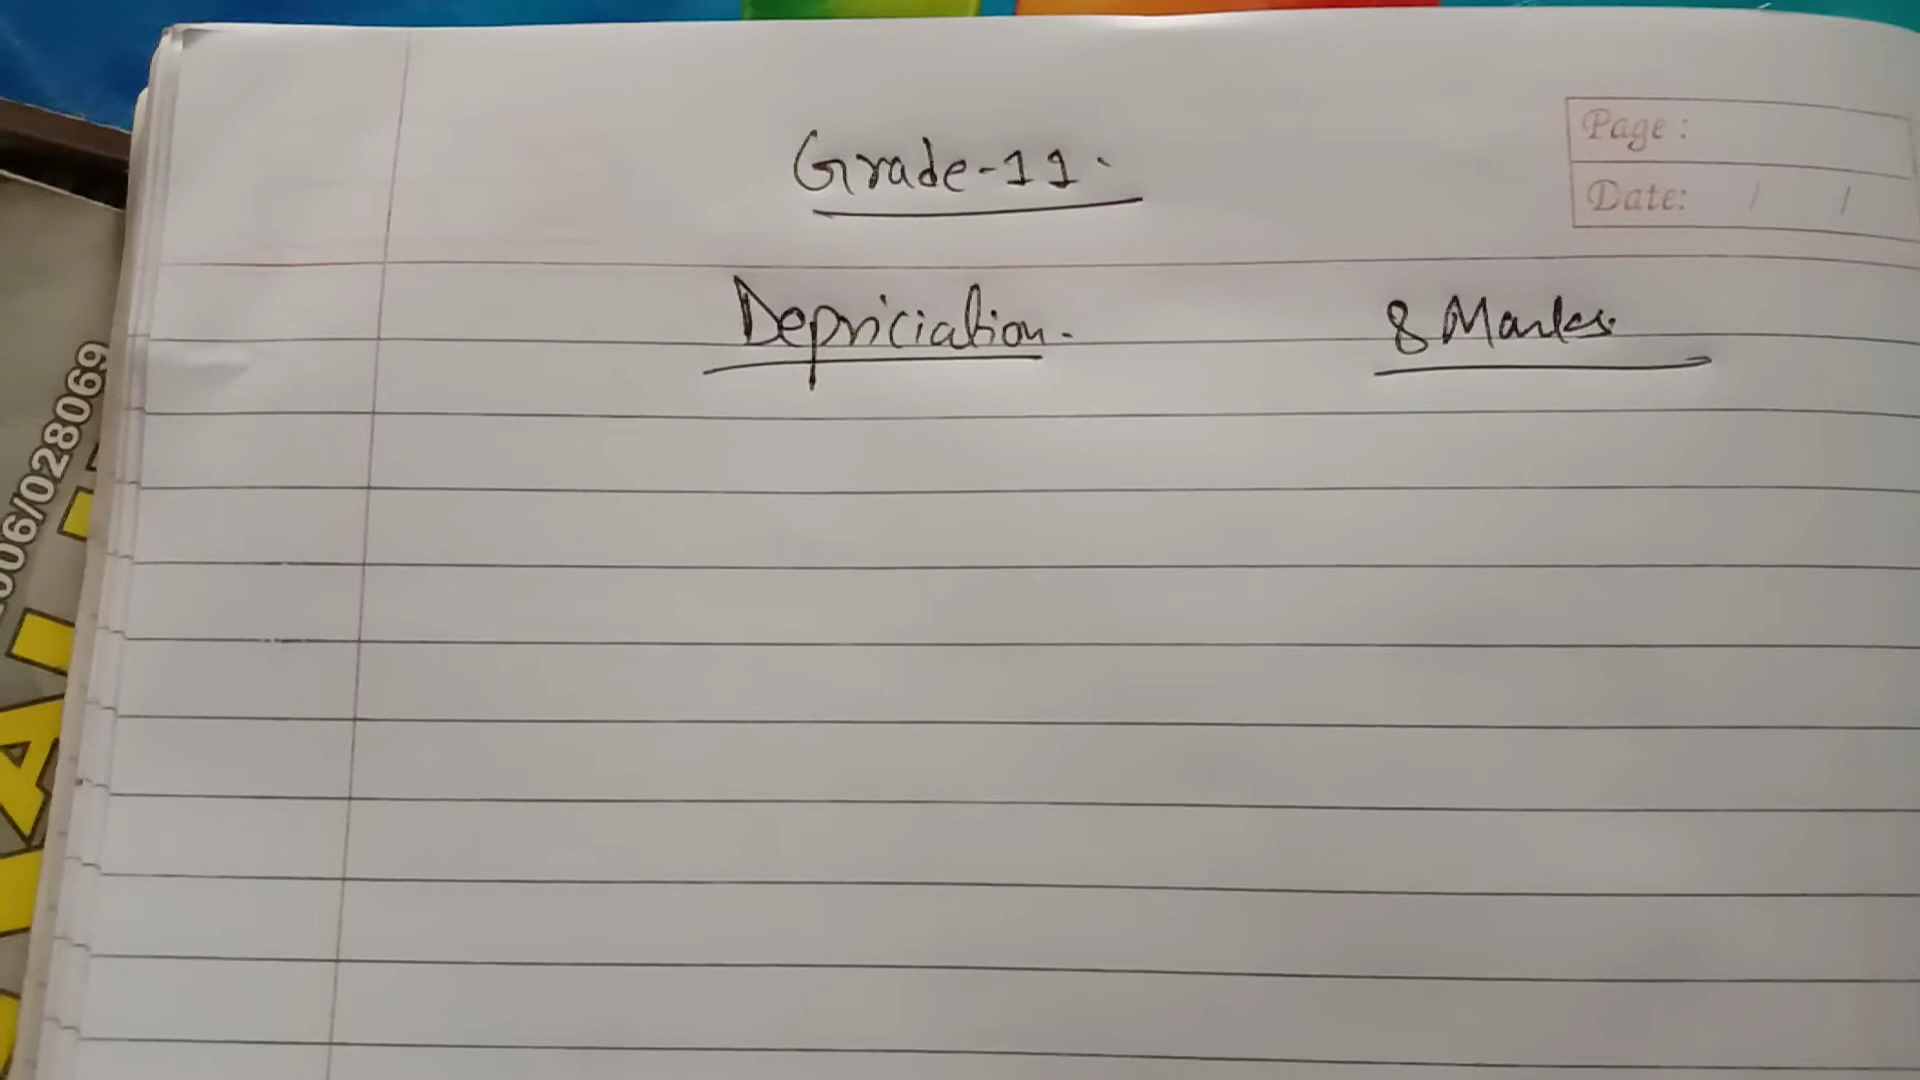 Grade-11.
Page :
Date: / /
Depriciation. 8 Marks.
006/028069